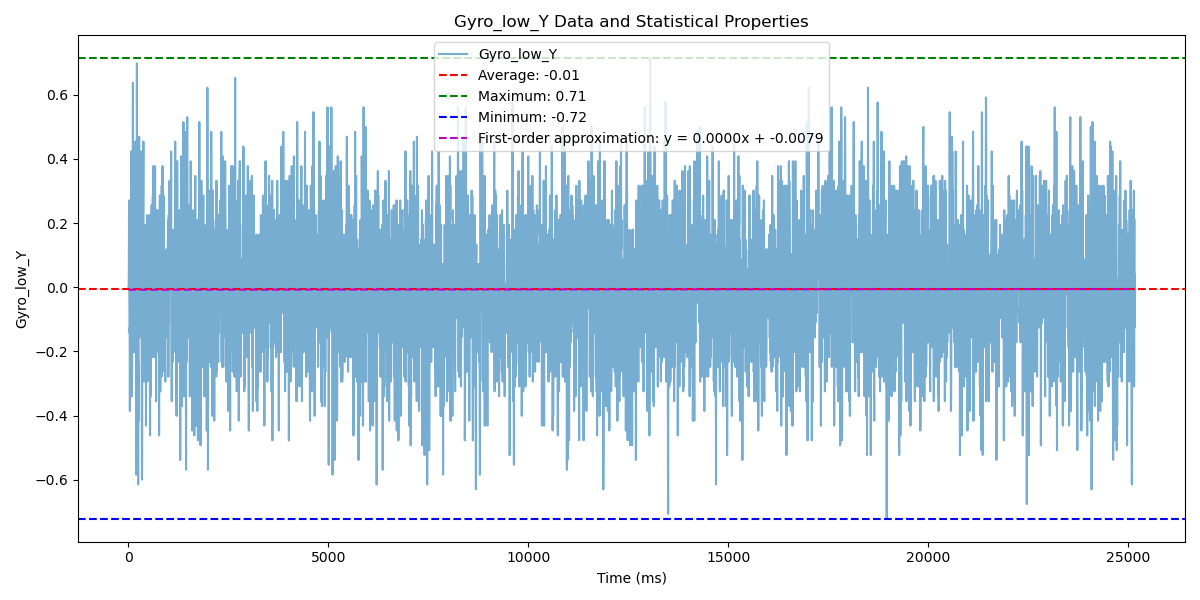 Gyro_low_Y Data and Statistical Properties
Gyro_low_Y
Average: -0.01
Maximum: 0.71
Minimum: -0.72
First-order approximation: y = 0.0000x + -0.0079
Gyro_low_Y
0.6
0.4
0.2
0.0
−0.2
−0.4
−0.6
0 5000 10000 15000 20000 25000
Time (ms)